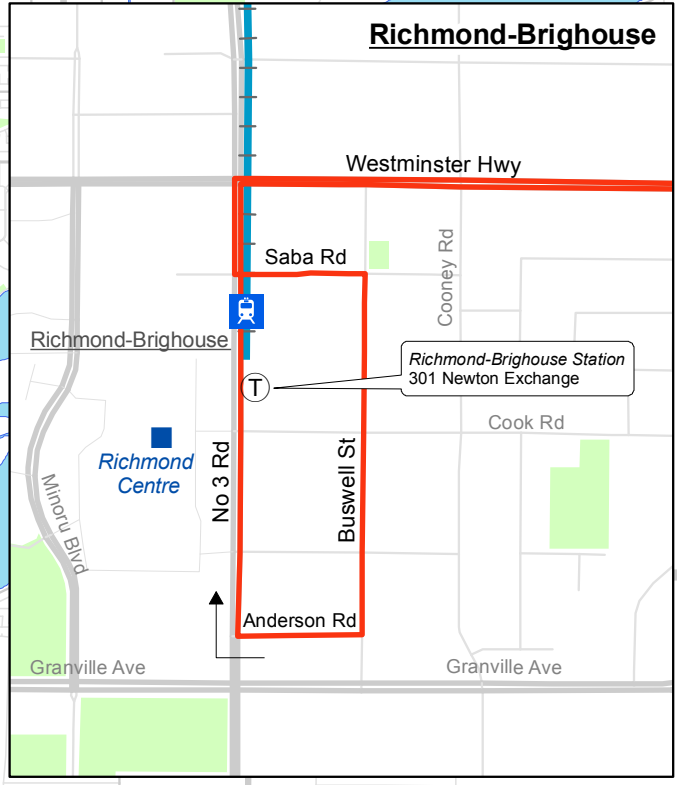 Richmond-Brighouse
Westminster Hwy
Saba Rd
Cooney Rd
Richmond-Brighouse
Richmond-Brighouse Station
301 Newton Exchange
T
Cook Rd
Richmond
Centre
No 3 Rd
Buswell St
Minoru Blvd
Anderson Rd
Granville Ave
Granville Ave